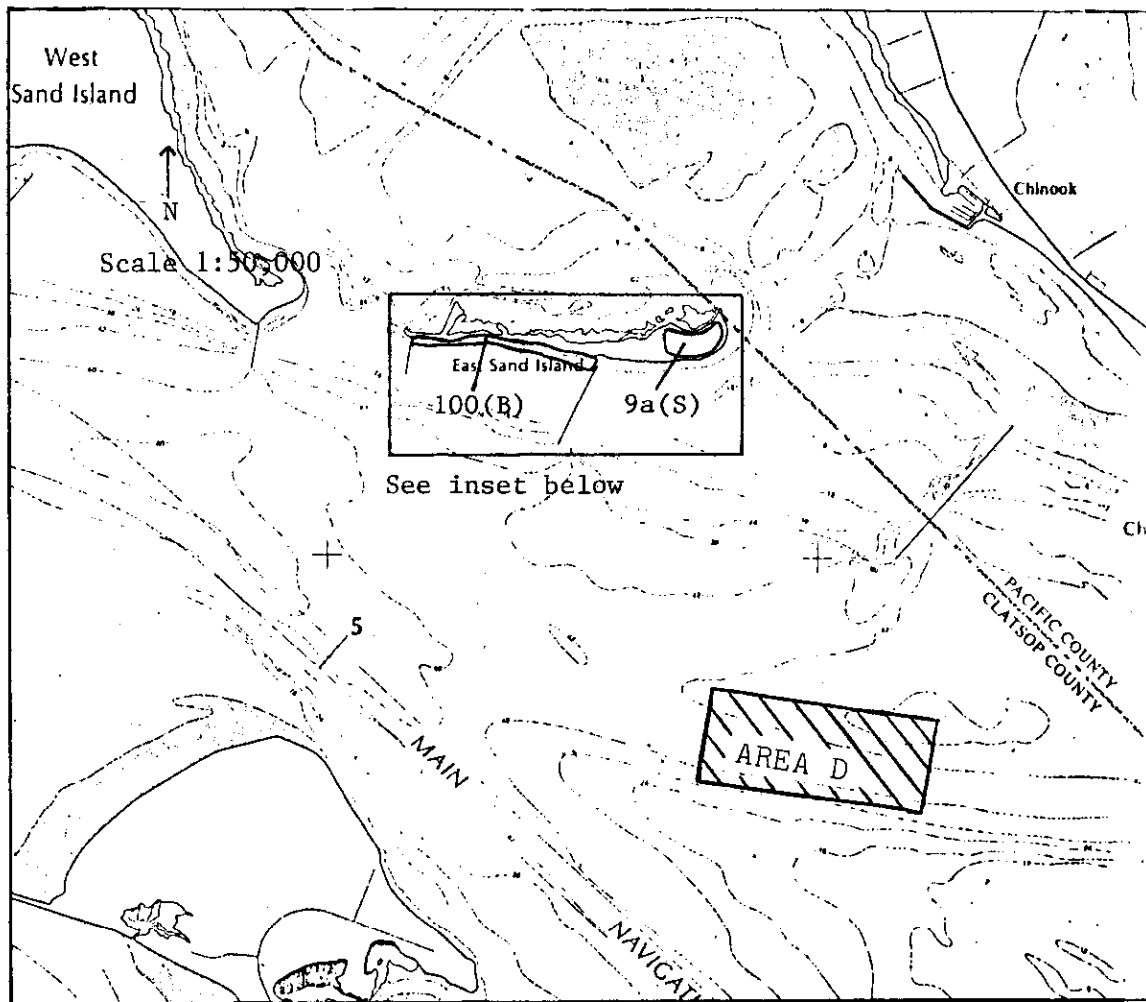 West
Sand Island
N
Scale 1:50,000
Chinook
East Sand Island
100(B)
9a(S)
See inset below
Ch
5
PACIFIC COUNTY
CLATSOP COUNTY
MAIN
AREA D
NAVIGATI